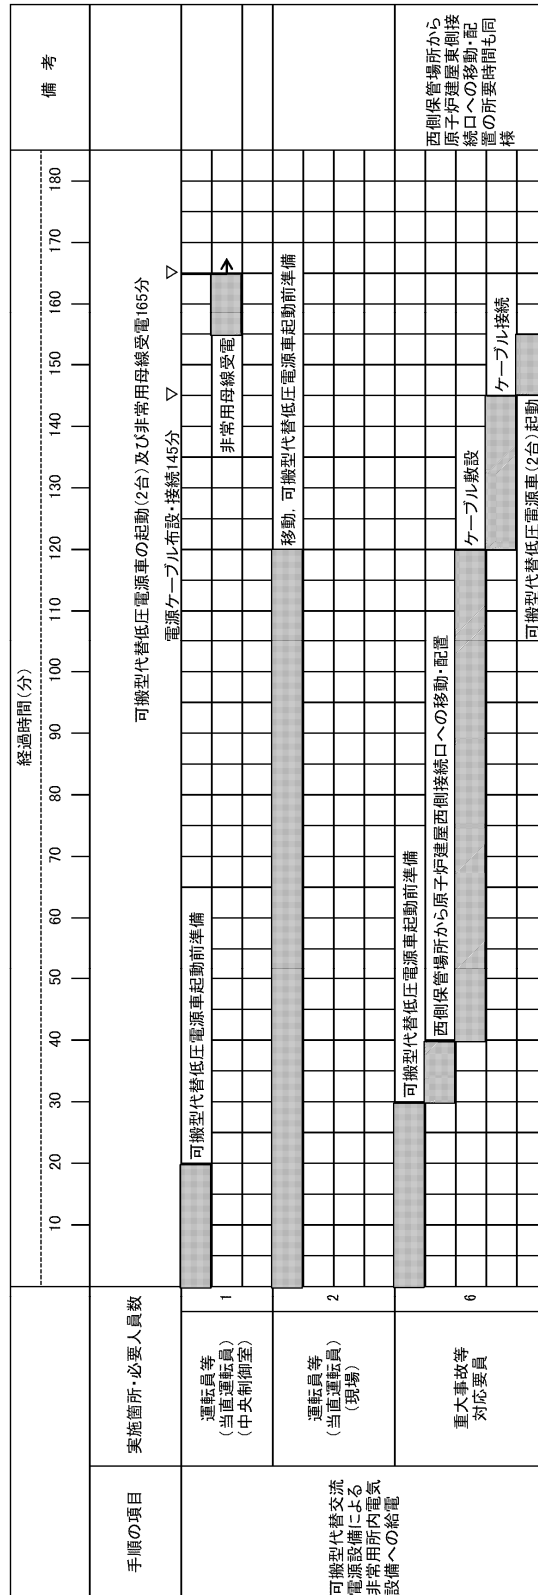 経過時間(分)
備 考
手順の項目
実施箇所・必要人員数
10
20
30
40
50
60
70
80
90
100
110
120
130
140
150
160
170
180
可搬型代替低圧電源車の起動(2台)及び非常用母線受電165分
▽
電源ケーブル布設・接続145分
▽
可搬型代替交流
電源設備による
非常用所内電気
設備への給電
運転員等
(当直運転員)
(中央制御室)
1
可搬型代替低圧電源車起動前準備
非常用母線受電
運転員等
(当直運転員)
(現場)
2
移動，可搬型代替低圧電源車起動前準備
重大事故等
対応要員
6
可搬型代替低圧電源車起動前準備
西側保管場所から原子炉建屋西側接続口への移動・配置
ケーブル敷設
ケーブル接続
可搬型代替低圧電源車(2台)起動
西側保管場所から
原子炉建屋東側接
続口への移動・配
置の所要時間も同
様